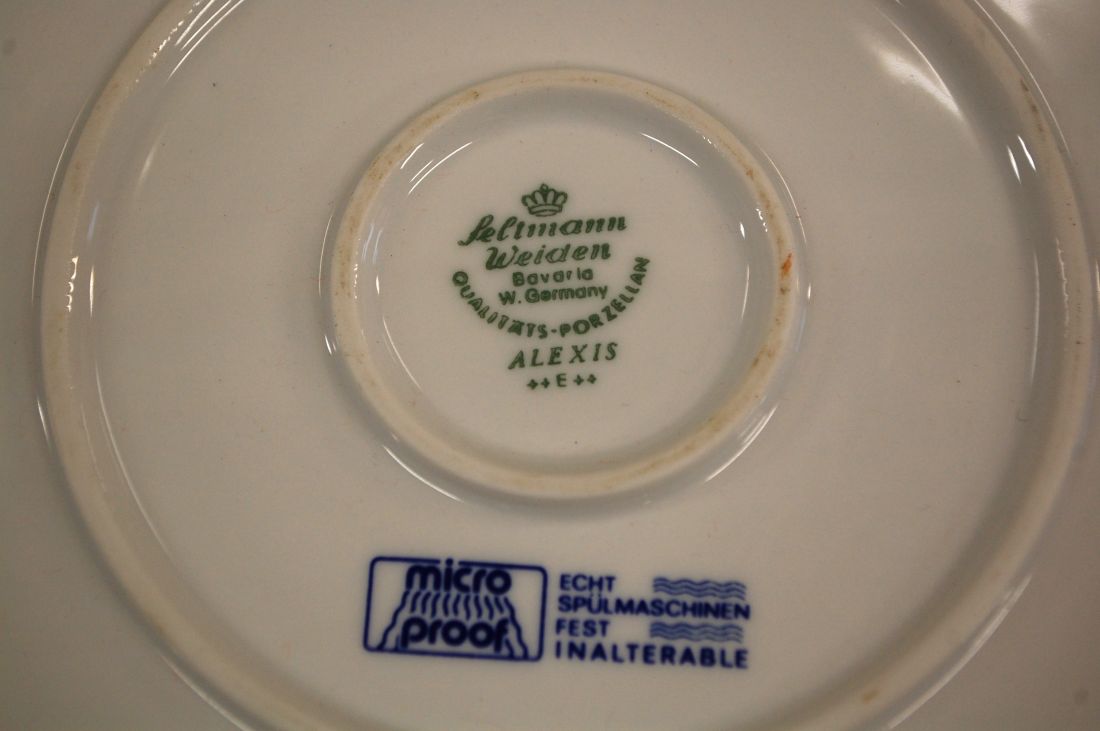 Seltmann
Weiden
Bavaria
W. Germany
QUALITÄTS-PORZELLAN
ALEXIS
E
micro
proof
ECHT
SPÜLMASCHINEN
FEST
INALTERABLE